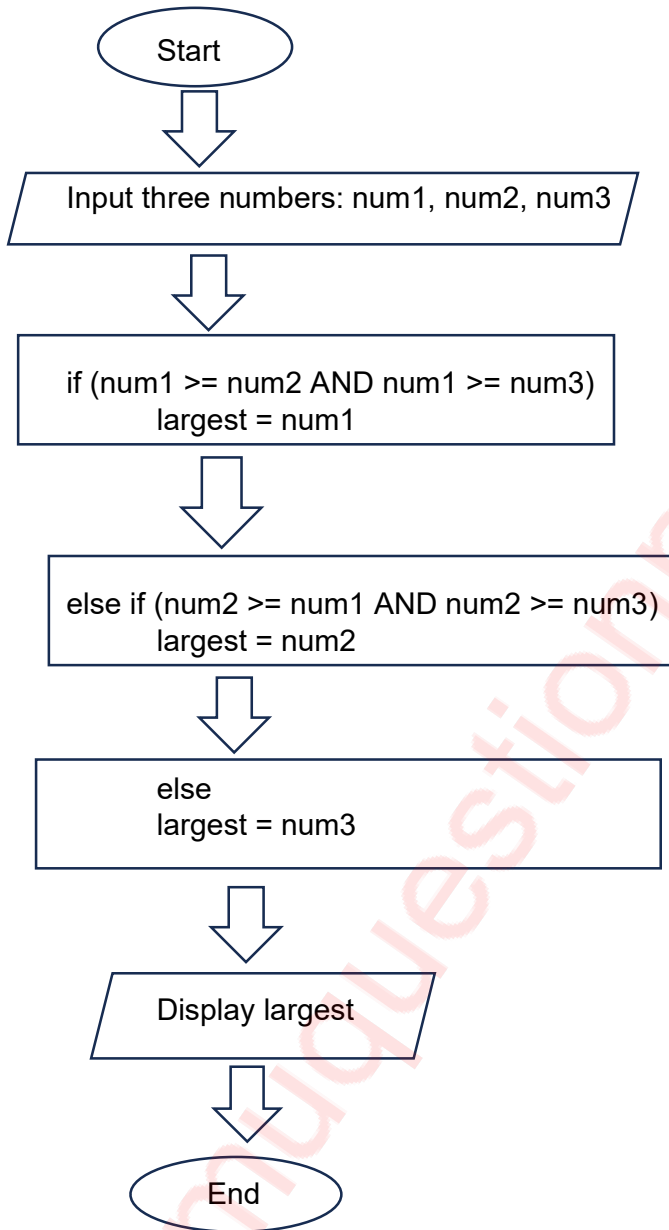 Start
Input three numbers: num1, num2, num3
if (num1 >= num2 AND num1 >= num3)
largest = num1
else if (num2 >= num1 AND num2 >= num3)
largest = num2
else
largest = num3
Display largest
End
muquestionp